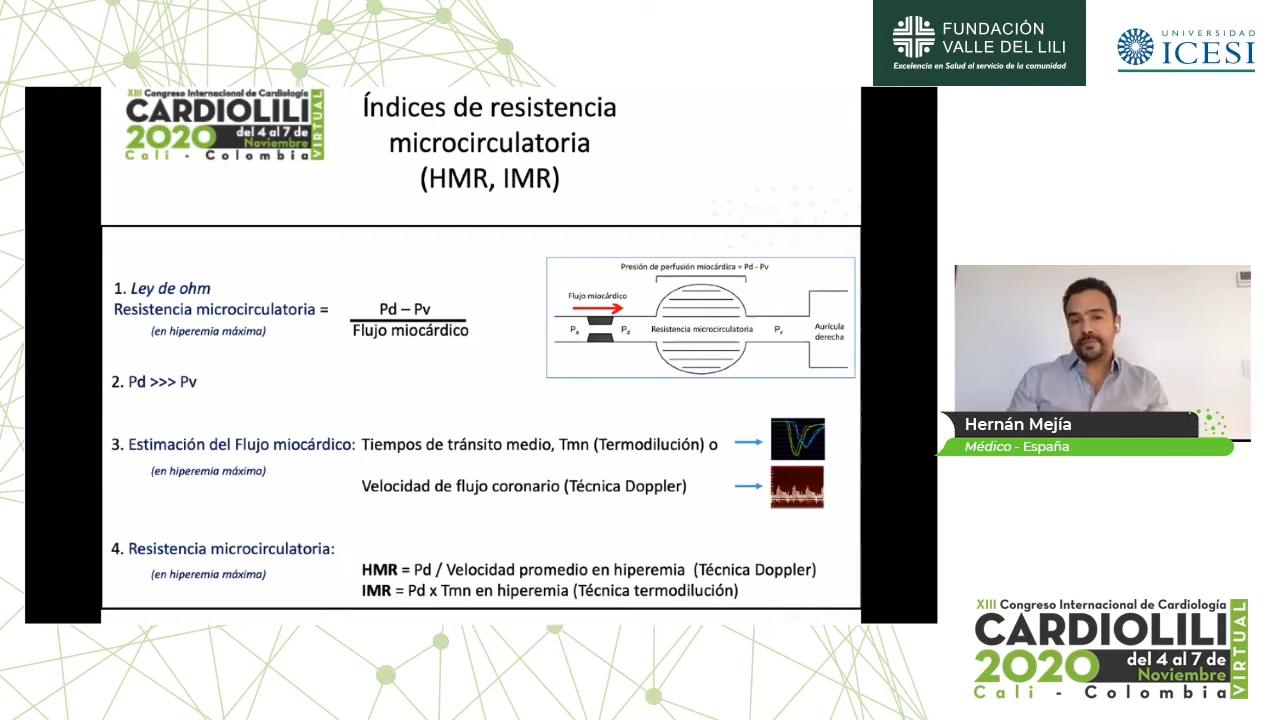 FUNDACIÓN
VALLE DEL LILI
Excelencia en Salud al servicio de la comunidad
UNIVERSIDAD
ICESI
XIII Congreso Internacional de Cardiología
CARDIOLILI
2020 del 4 al 7 de
Noviembre
Cali - Colombia
VIRTUAL
Índices de resistencia
microcirculatoria
(HMR, IMR)
1. Ley de ohm
Resistencia microcirculatoria = Pd – Pv
Flujo miocárdico
(en hiperemia máxima)
Presión de perfusión miocárdica = Pd - Pv
Flujo miocárdico
Pa Pd Resistencia microcirculatoria Pv Aurícula
derecha
2. Pd >>> Pv
3. Estimación del Flujo miocárdico: Tiempos de tránsito medio, Tmn (Termodilución) o
(en hiperemia máxima)
Velocidad de flujo coronario (Técnica Doppler)
4. Resistencia microcirculatoria:
(en hiperemia máxima)
HMR = Pd / Velocidad promedio en hiperemia (Técnica Doppler)
IMR = Pd x Tmn en hiperemia (Técnica termodilución)
Hernán Mejía
Médico - España
XIII Congreso Internacional de Cardiología
CARDIOLILI
2020 del 4 al 7 de
Noviembre
Cali - Colombia
VIRTUAL